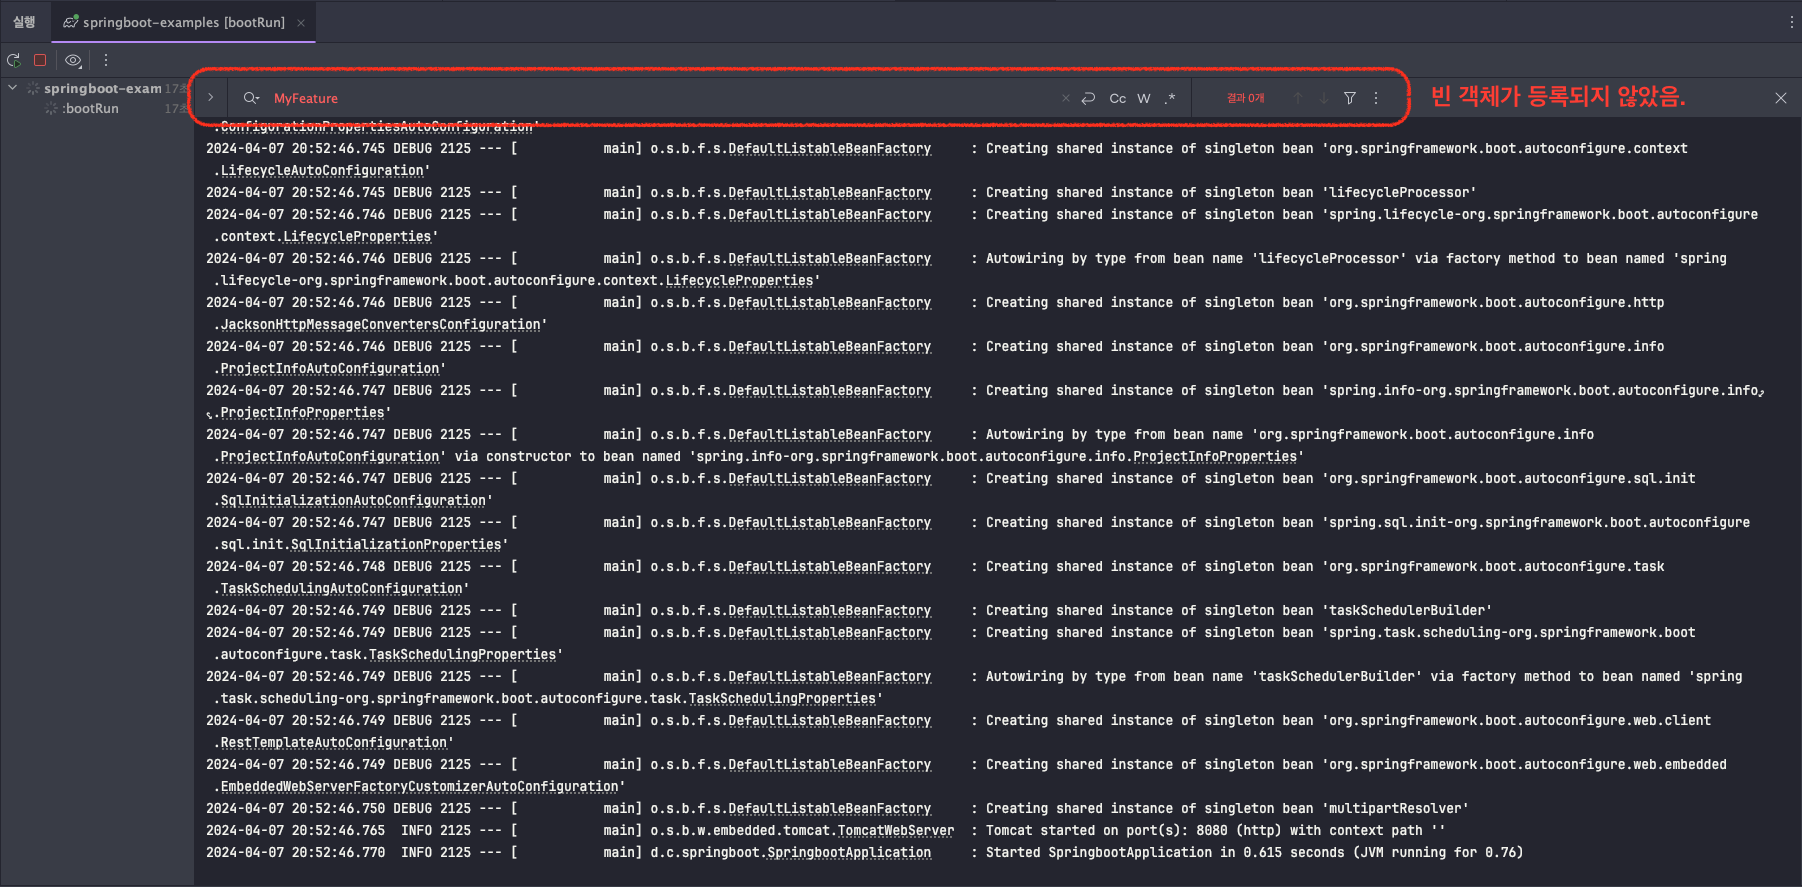 실행 springboot-examples [bootRun]
springboot-exam 17초
:bootRun 17초
MyFeature Cc W .* 결과 0개 빈 객체가 등록되지 않았음.
.ConfigurationPropertiesAutoConfiguration'
2024-04-07 20:52:46.745 DEBUG 2125 --- [           main] o.s.b.f.s.DefaultListableBeanFactory     : Creating shared instance of singleton bean 'org.springframework.boot.autoconfigure.context
.LifecycleAutoConfiguration'
2024-04-07 20:52:46.745 DEBUG 2125 --- [           main] o.s.b.f.s.DefaultListableBeanFactory     : Creating shared instance of singleton bean 'lifecycleProcessor'
2024-04-07 20:52:46.746 DEBUG 2125 --- [           main] o.s.b.f.s.DefaultListableBeanFactory     : Creating shared instance of singleton bean 'spring.lifecycle-org.springframework.boot.autoconfigure
.context.LifecycleProperties'
2024-04-07 20:52:46.746 DEBUG 2125 --- [           main] o.s.b.f.s.DefaultListableBeanFactory     : Autowiring by type from bean name 'lifecycleProcessor' via factory method to bean named 'spring
.lifecycle-org.springframework.boot.autoconfigure.context.LifecycleProperties'
2024-04-07 20:52:46.746 DEBUG 2125 --- [           main] o.s.b.f.s.DefaultListableBeanFactory     : Creating shared instance of singleton bean 'org.springframework.boot.autoconfigure.http
.JacksonHttpMessageConvertersConfiguration'
2024-04-07 20:52:46.746 DEBUG 2125 --- [           main] o.s.b.f.s.DefaultListableBeanFactory     : Creating shared instance of singleton bean 'org.springframework.boot.autoconfigure.info
.ProjectInfoAutoConfiguration'
2024-04-07 20:52:46.747 DEBUG 2125 --- [           main] o.s.b.f.s.DefaultListableBeanFactory     : Creating shared instance of singleton bean 'spring.info-org.springframework.boot.autoconfigure.info
.ProjectInfoProperties'
2024-04-07 20:52:46.747 DEBUG 2125 --- [           main] o.s.b.f.s.DefaultListableBeanFactory     : Autowiring by type from bean name 'org.springframework.boot.autoconfigure.info
.ProjectInfoAutoConfiguration' via constructor to bean named 'spring.info-org.springframework.boot.autoconfigure.info.ProjectInfoProperties'
2024-04-07 20:52:46.747 DEBUG 2125 --- [           main] o.s.b.f.s.DefaultListableBeanFactory     : Creating shared instance of singleton bean 'org.springframework.boot.autoconfigure.sql.init
.SqlInitializationAutoConfiguration'
2024-04-07 20:52:46.747 DEBUG 2125 --- [           main] o.s.b.f.s.DefaultListableBeanFactory     : Creating shared instance of singleton bean 'spring.sql.init-org.springframework.boot.autoconfigure
.sql.init.SqlInitializationProperties'
2024-04-07 20:52:46.748 DEBUG 2125 --- [           main] o.s.b.f.s.DefaultListableBeanFactory     : Creating shared instance of singleton bean 'org.springframework.boot.autoconfigure.task
.TaskSchedulingAutoConfiguration'
2024-04-07 20:52:46.749 DEBUG 2125 --- [           main] o.s.b.f.s.DefaultListableBeanFactory     : Creating shared instance of singleton bean 'taskSchedulerBuilder'
2024-04-07 20:52:46.749 DEBUG 2125 --- [           main] o.s.b.f.s.DefaultListableBeanFactory     : Creating shared instance of singleton bean 'spring.task.scheduling-org.springframework.boot
.autoconfigure.task.TaskSchedulingProperties'
2024-04-07 20:52:46.749 DEBUG 2125 --- [           main] o.s.b.f.s.DefaultListableBeanFactory     : Autowiring by type from bean name 'taskSchedulerBuilder' via factory method to bean named 'spring
.task.scheduling-org.springframework.boot.autoconfigure.task.TaskSchedulingProperties'
2024-04-07 20:52:46.749 DEBUG 2125 --- [           main] o.s.b.f.s.DefaultListableBeanFactory     : Creating shared instance of singleton bean 'org.springframework.boot.autoconfigure.web.client
.RestTemplateAutoConfiguration'
2024-04-07 20:52:46.749 DEBUG 2125 --- [           main] o.s.b.f.s.DefaultListableBeanFactory     : Creating shared instance of singleton bean 'org.springframework.boot.autoconfigure.web.embedded
.EmbeddedWebServerFactoryCustomizerAutoConfiguration'
2024-04-07 20:52:46.750 DEBUG 2125 --- [           main] o.s.b.f.s.DefaultListableBeanFactory     : Creating shared instance of singleton bean 'multipartResolver'
2024-04-07 20:52:46.765  INFO 2125 --- [           main] o.s.b.w.embedded.tomcat.TomcatWebServer  : Tomcat started on port(s): 8080 (http) with context path ''
2024-04-07 20:52:46.770  INFO 2125 --- [           main] d.c.springboot.SpringbootApplication     : Started SpringbootApplication in 0.615 seconds (JVM running for 0.76)